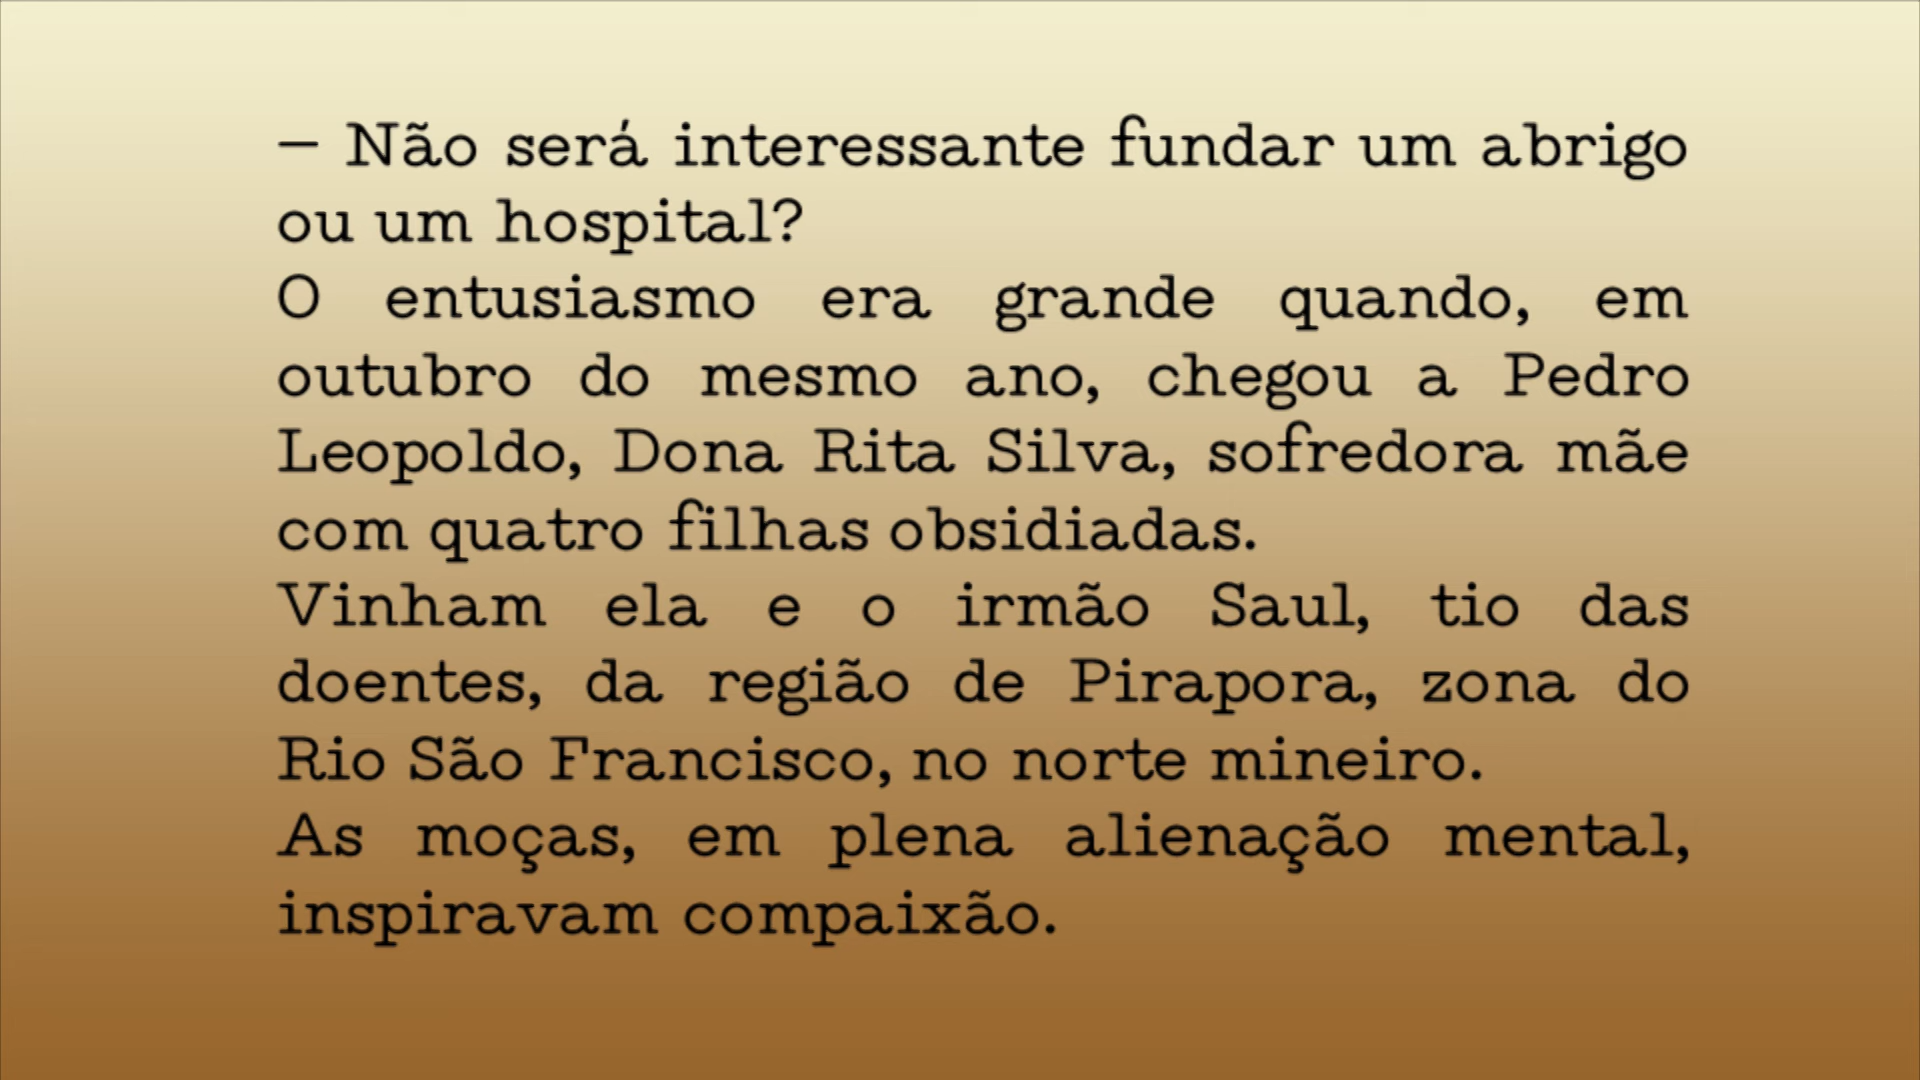 — Não será interessante fundar um abrigo
ou um hospital?
O entusiasmo era grande quando, em
outubro do mesmo ano, chegou a Pedro
Leopoldo, Dona Rita Silva, sofredora mãe
com quatro filhas obsidiadas.
Vinham ela e o irmão Saul, tio das
doentes, da região de Pirapora, zona do
Rio São Francisco, no norte mineiro.
As moças, em plena alienação mental,
inspiravam compaixão.